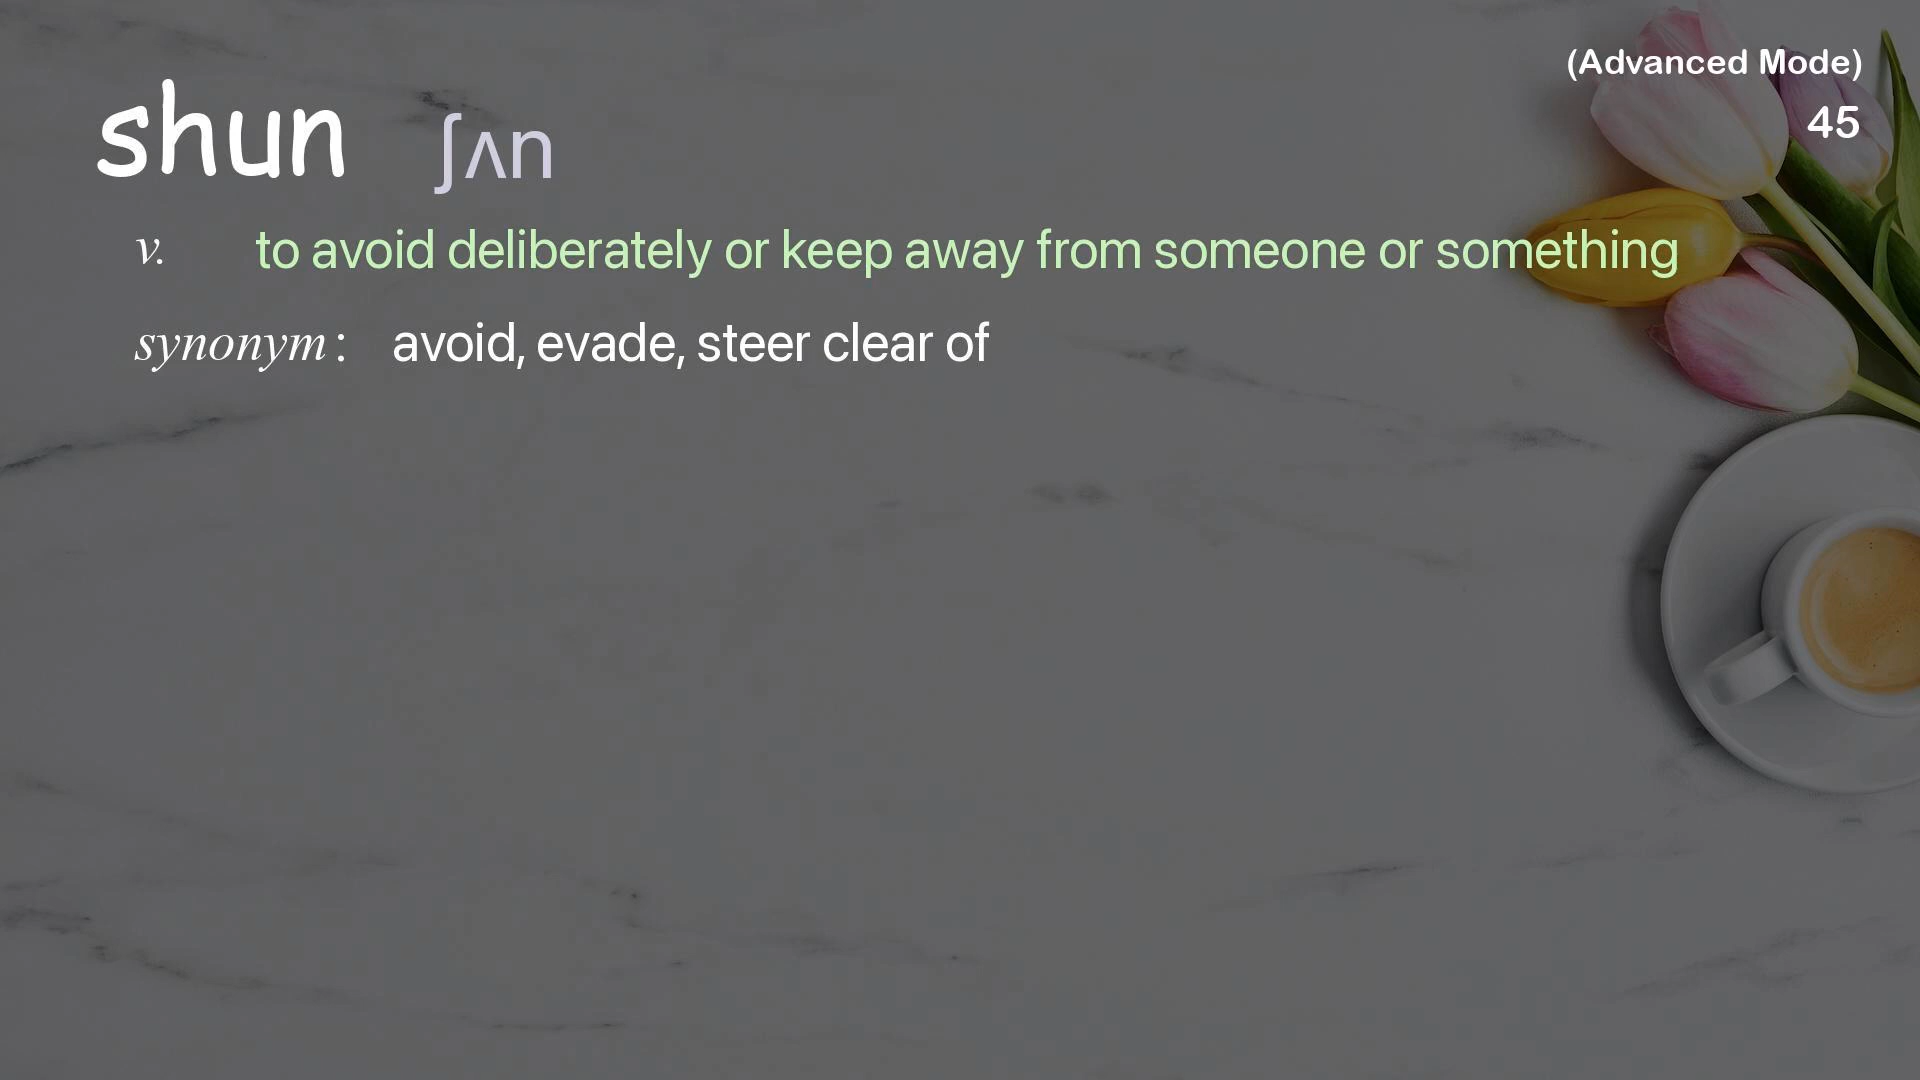 (Advanced Mode)
45
shun ʃʌn
v. to avoid deliberately or keep away from someone or something
synonym: avoid, evade, steer clear of